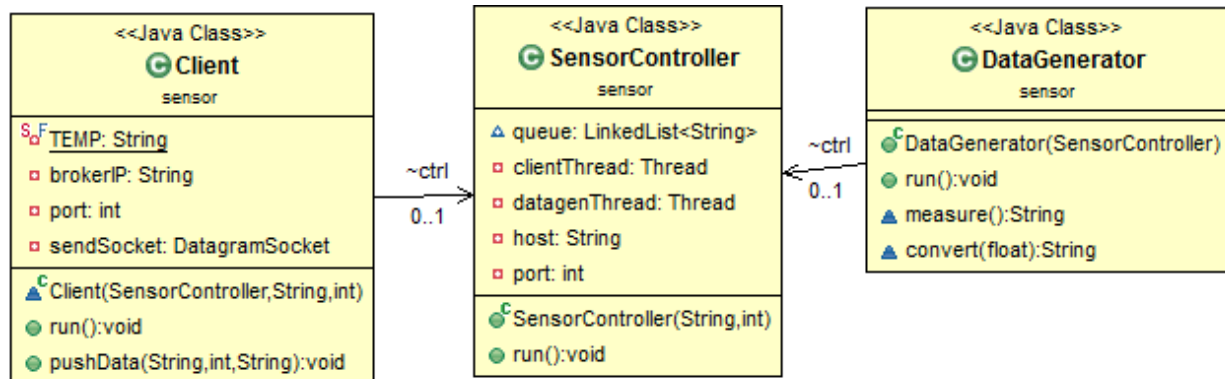 <<Java Class>>
C Client
sensor
S F TEMP: String
brokerIP: String
port: int
sendSocket: DatagramSocket
C Client(SensorController,String,int)
run():void
pushData(String,int,String):void
~ctrl
0..1
<<Java Class>>
C SensorController
sensor
queue: LinkedList<String>
clientThread: Thread
datagenThread: Thread
host: String
port: int
C SensorController(String,int)
run():void
~ctrl
0..1
<<Java Class>>
C DataGenerator
sensor
C DataGenerator(SensorController)
run():void
measure():String
convert(float):String